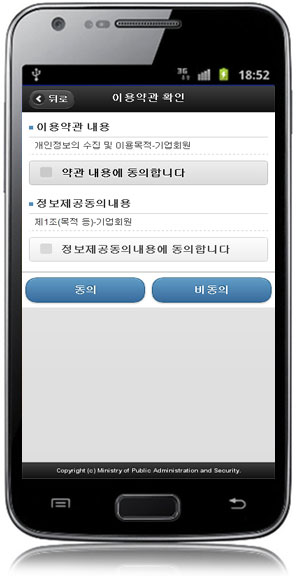 3G 18:52
뒤로 이용약관 확인
이용약관 내용
개인정보의 수집 및 이용목적-기업회원
약관 내용에 동의합니다
정보제공동의내용
제1조(목적 등)-기업회원
정보제공동의내용에 동의합니다
동의 비동의
Copyright (c) Ministry of Public Administration and Security.